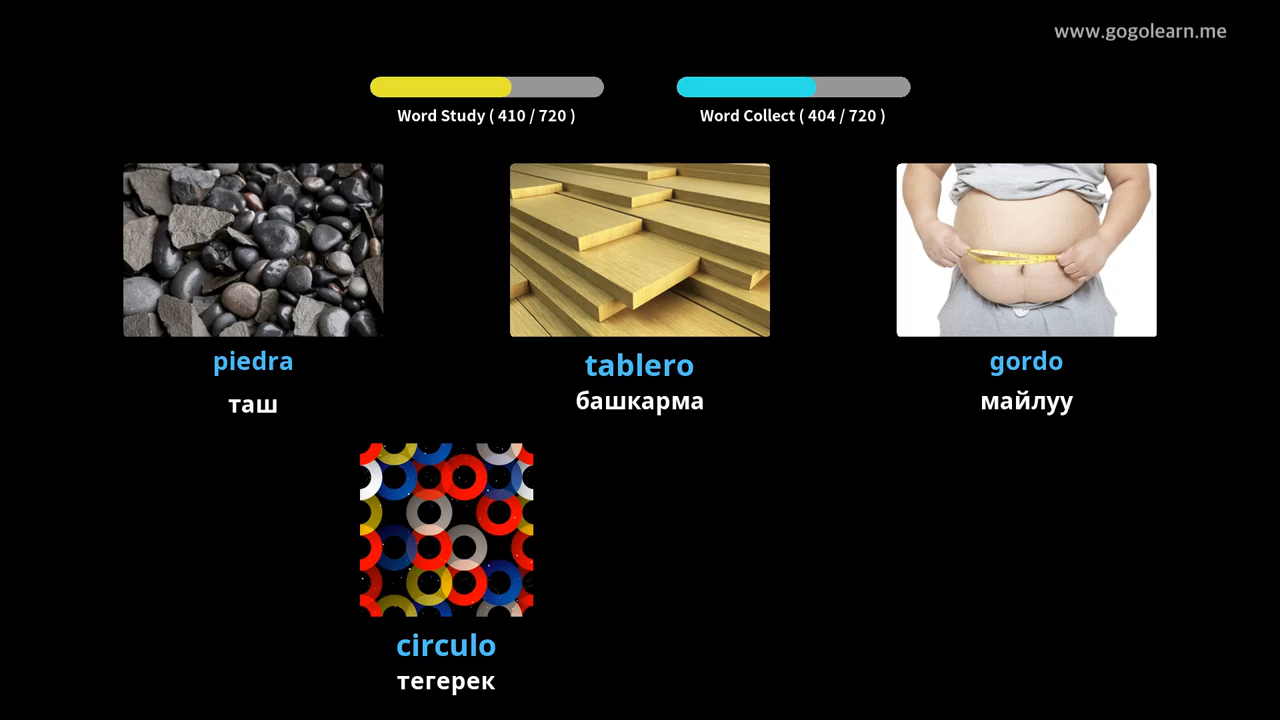 www.gogolearn.me
Word Study ( 410 / 720 )
Word Collect ( 404 / 720 )
piedra
tablero
gordo
таш
башкарма
майлуу
circulo
тегерек